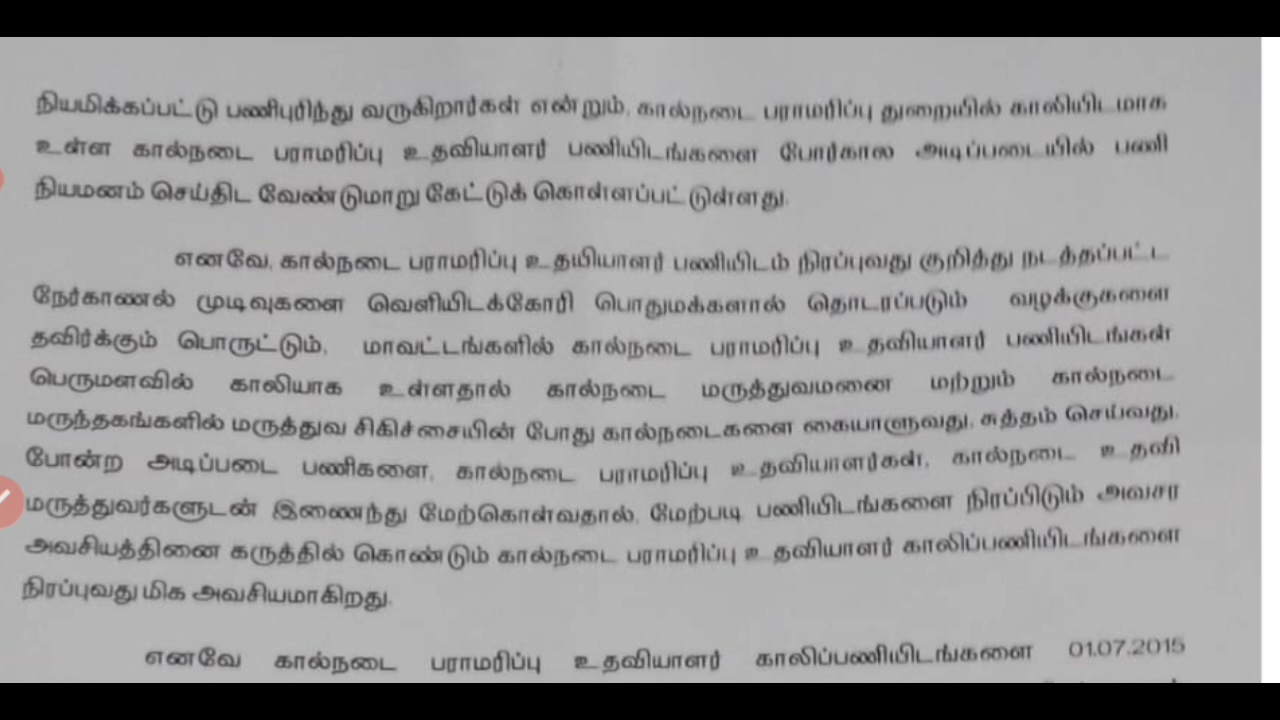 நியமிக்கப்பட்டு பணிபுரிந்து வருகிறார்கள் என்றும், கால்நடை பராமரிப்பு துறையில் காலியிடமாக
உள்ள கால்நடை பராமரிப்பு உதவியாளர் பணியிடங்களை போர்கால அடிப்படையில் பணி
நியமனம் செய்திட வேண்டுமாறு கேட்டுக் கொள்ளப்பட்டுள்ளது.
எனவே, கால்நடை பராமரிப்பு உதயியாளர் பணியிடம் நிரப்புவது குறித்து நடத்தப்பட்ட
நேர்காணல் முடிவுகளை வெளியிடக்கோரி பொதுமக்களால் தொடரப்படும் வழக்குகளை
தவிர்க்கும் பொருட்டும், மாவட்டங்களில் கால்நடை பராமரிப்பு உதவியாளர் பணியிடங்கள்
பெருமளவில் காலியாக உள்ளதால் கால்நடை மருத்துவமனை மற்றும் கால்நடை
மருந்தகங்களில் மருத்துவ சிகிச்சையின் போது கால்நடைகளை கையாளுவது, சுத்தம் செய்வது,
போன்ற அடிப்படை பணிகளை, கால்நடை பராமரிப்பு உதவியாளர்கள், கால்நடை உதவி
மருத்துவர்களுடன் இணைந்து மேற்கொள்வதால், மேற்படி பணியிடங்களை நிரப்பிடும் அவசர
அவசியத்தினை கருத்தில் கொண்டும் கால்நடை பராமரிப்பு உதவியாளர் காலிப்பணியிடங்களை
நிரப்புவது மிக அவசியமாகிறது.
எனவே கால்நடை பராமரிப்பு உதவியாளர் காலிப்பணியிடங்களை 01.07.2015